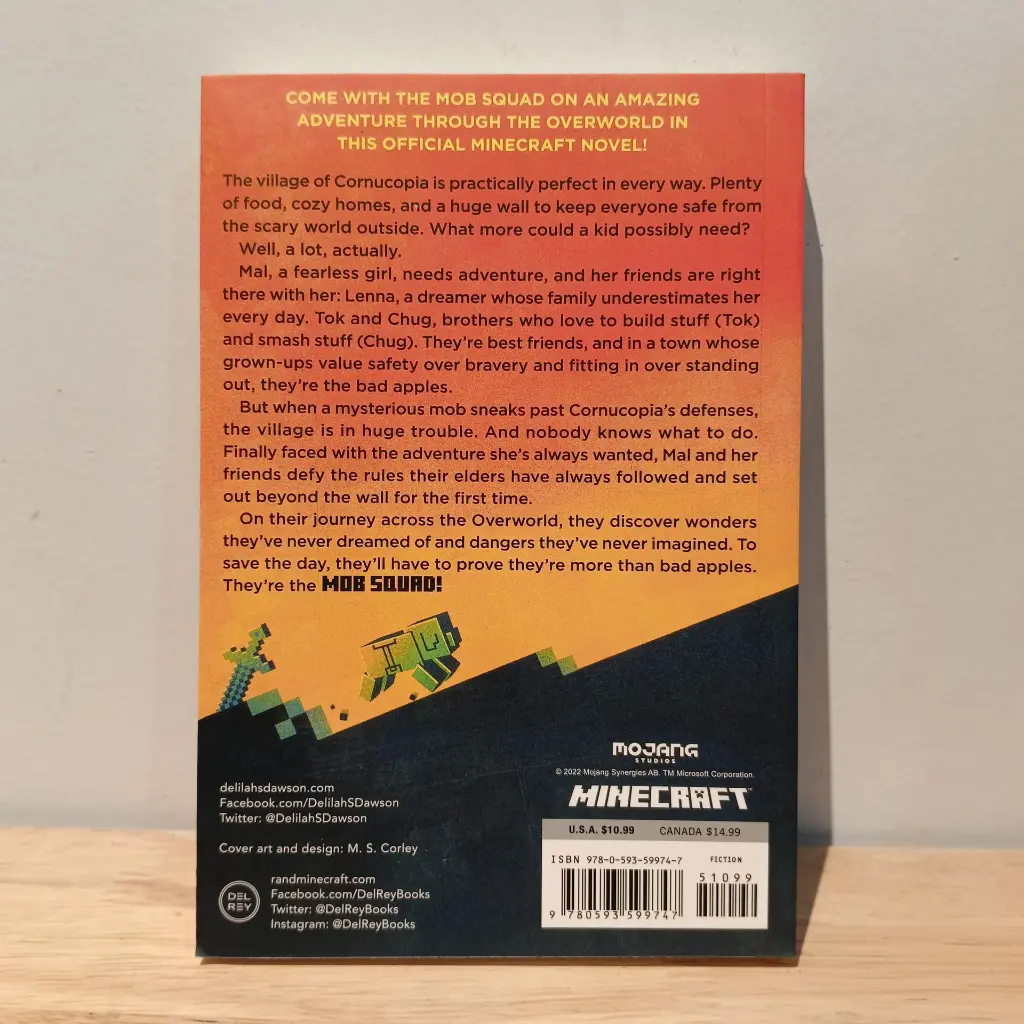 COME WITH THE MOB SQUAD ON AN AMAZING
ADVENTURE THROUGH THE OVERWORLD IN
THIS OFFICIAL MINECRAFT NOVEL!
The village of Cornucopia is practically perfect in every way. Plenty
of food, cozy homes, and a huge wall to keep everyone safe from
the scary world outside. What more could a kid possibly need?
Well, a lot, actually.
Mal, a fearless girl, needs adventure, and her friends are right
there with her: Lenna, a dreamer whose family underestimates her
every day. Tok and Chug, brothers who love to build stuff (Tok)
and smash stuff (Chug). They’re best friends, and in a town whose
grown-ups value safety over bravery and fitting in over standing
out, they’re the bad apples.
But when a mysterious mob sneaks past Cornucopia’s defenses,
the village is in huge trouble. And nobody knows what to do.
Finally faced with the adventure she’s always wanted, Mal and her
friends defy the rules their elders have always followed and set
out beyond the wall for the first time.
On their journey across the Overworld, they discover wonders
they’ve never dreamed of and dangers they’ve never imagined. To
save the day, they’ll have to prove they’re more than bad apples.
They’re the MOB SQUAD!
delilahsdawson.com
Facebook.com/DelilahSDawson
Twitter: @DelilahSDawson
Cover art and design: M. S. Corley
DEL
REY
randminecraft.com
Facebook.com/DelReyBooks
Twitter: @DelReyBooks
Instagram: @DelReyBooks
MOJANG
STUDIOS
© 2022 Mojang Synergies AB. TM Microsoft Corporation.
MINECRAFT™
U.S.A. $10.99 CANADA $14.99
ISBN 978-0-593-59974-7 FICTION
51099
9 780593 599747